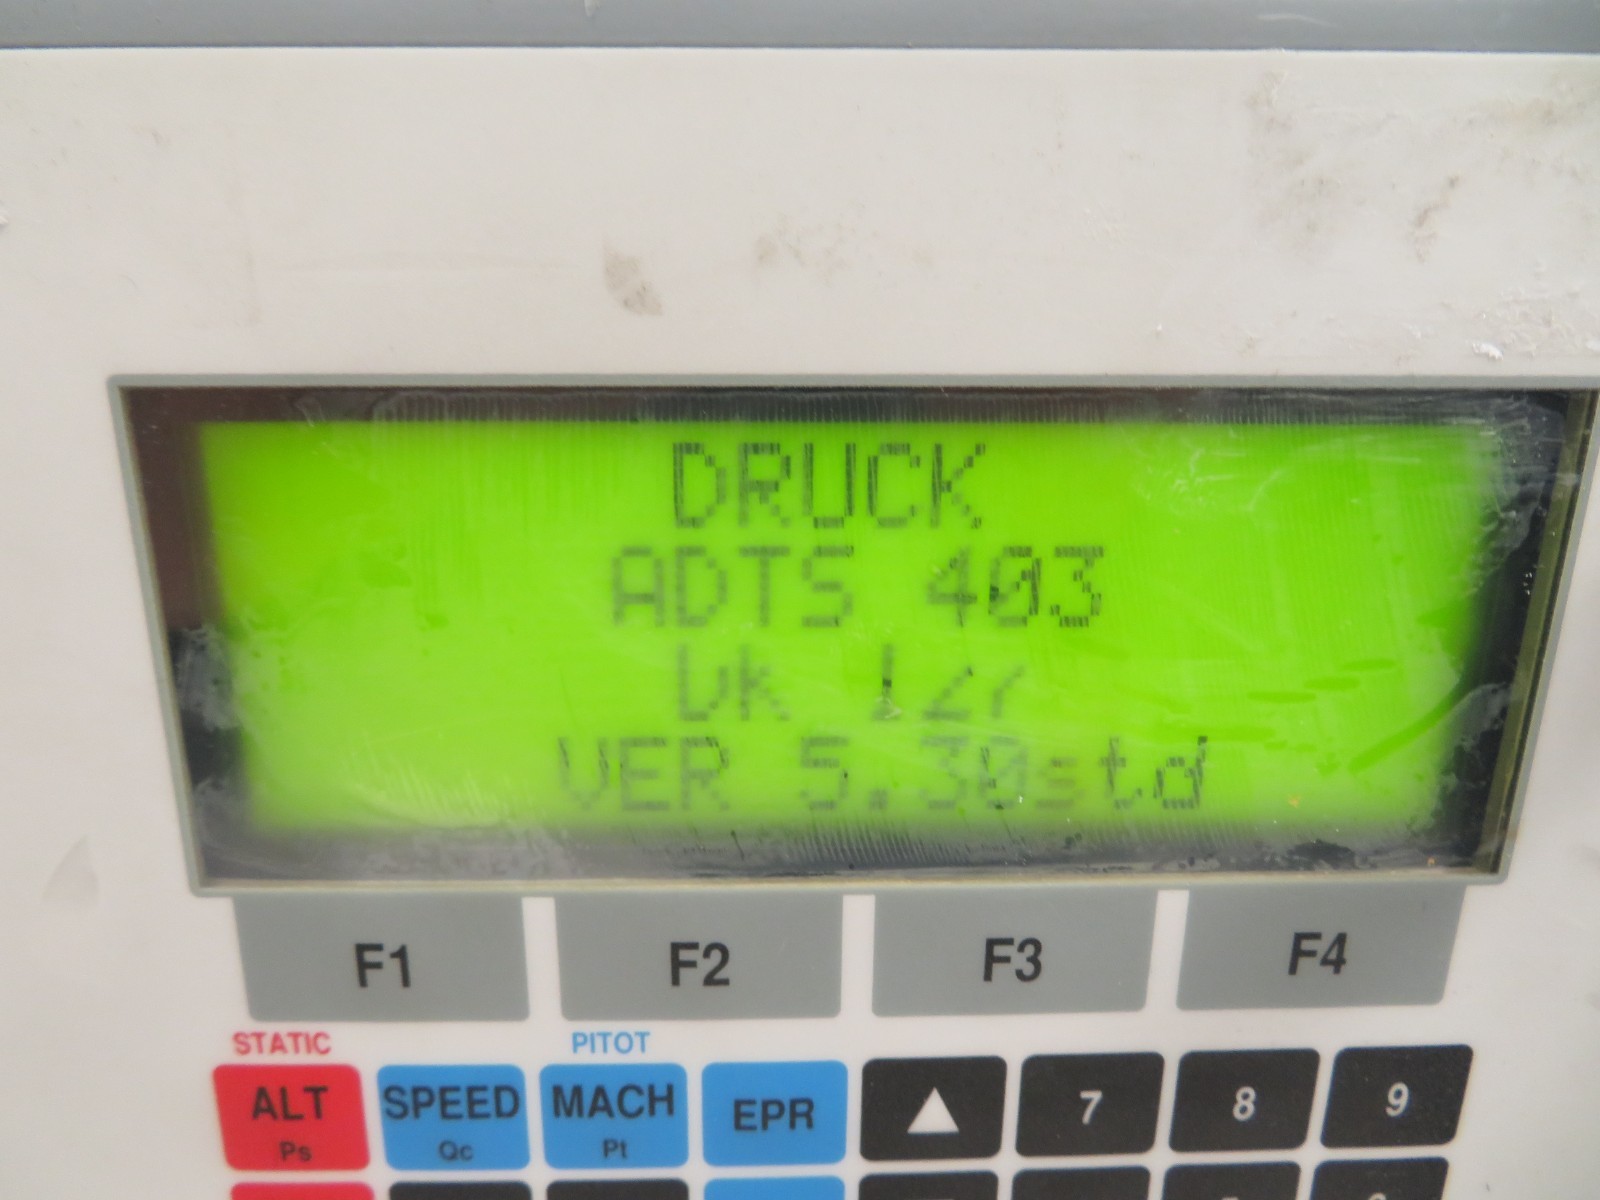 DRUCK
ADTS 403
VER 5.30std
F1 F2 F3 F4
STATIC PITOT
ALT SPEED MACH EPR ▲ 7 8 9
Ps Qc Pt